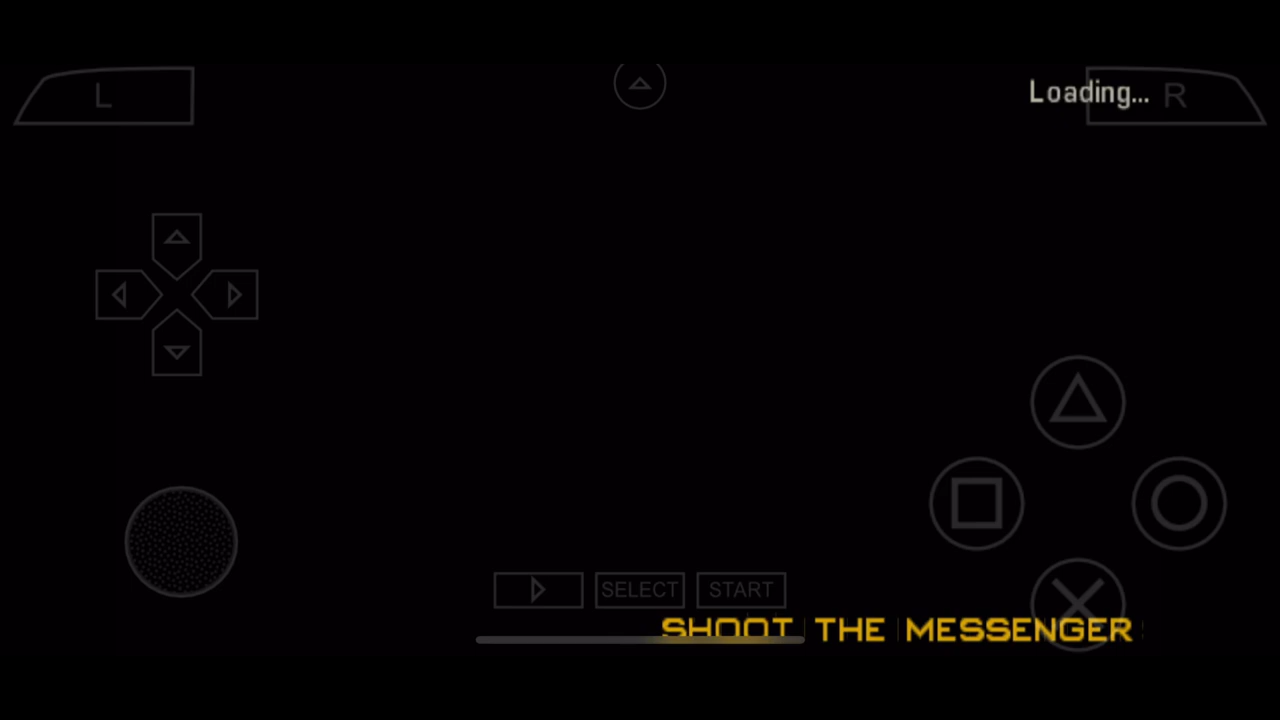 L
Loading...
R
SELECT
START
SHOOT THE MESSENGER